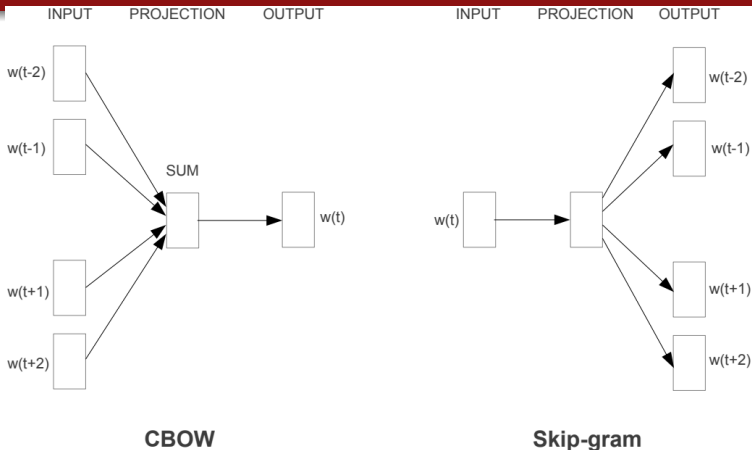 INPUT PROJECTION OUTPUT
w(t-2)
w(t-1)
SUM
w(t)
w(t+1)
w(t+2)
CBOW
INPUT PROJECTION OUTPUT
w(t-2)
w(t-1)
w(t)
w(t+1)
w(t+2)
Skip-gram